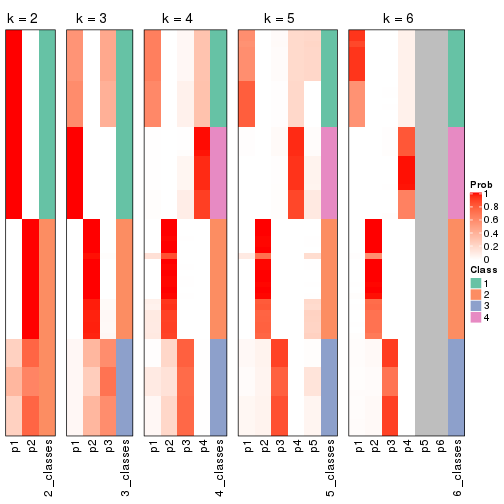 k = 2
k = 3
k = 4
k = 5
k = 6
p1
p2
2_classes
p1
p2
p3
3_classes
p1
p2
p3
p4
4_classes
p1
p2
p3
p4
p5
5_classes
p1
p2
p3
p4
p5
p6
6_classes
Prob
1
0.8
0.6
0.4
0.2
0
Class
1
2
3
4